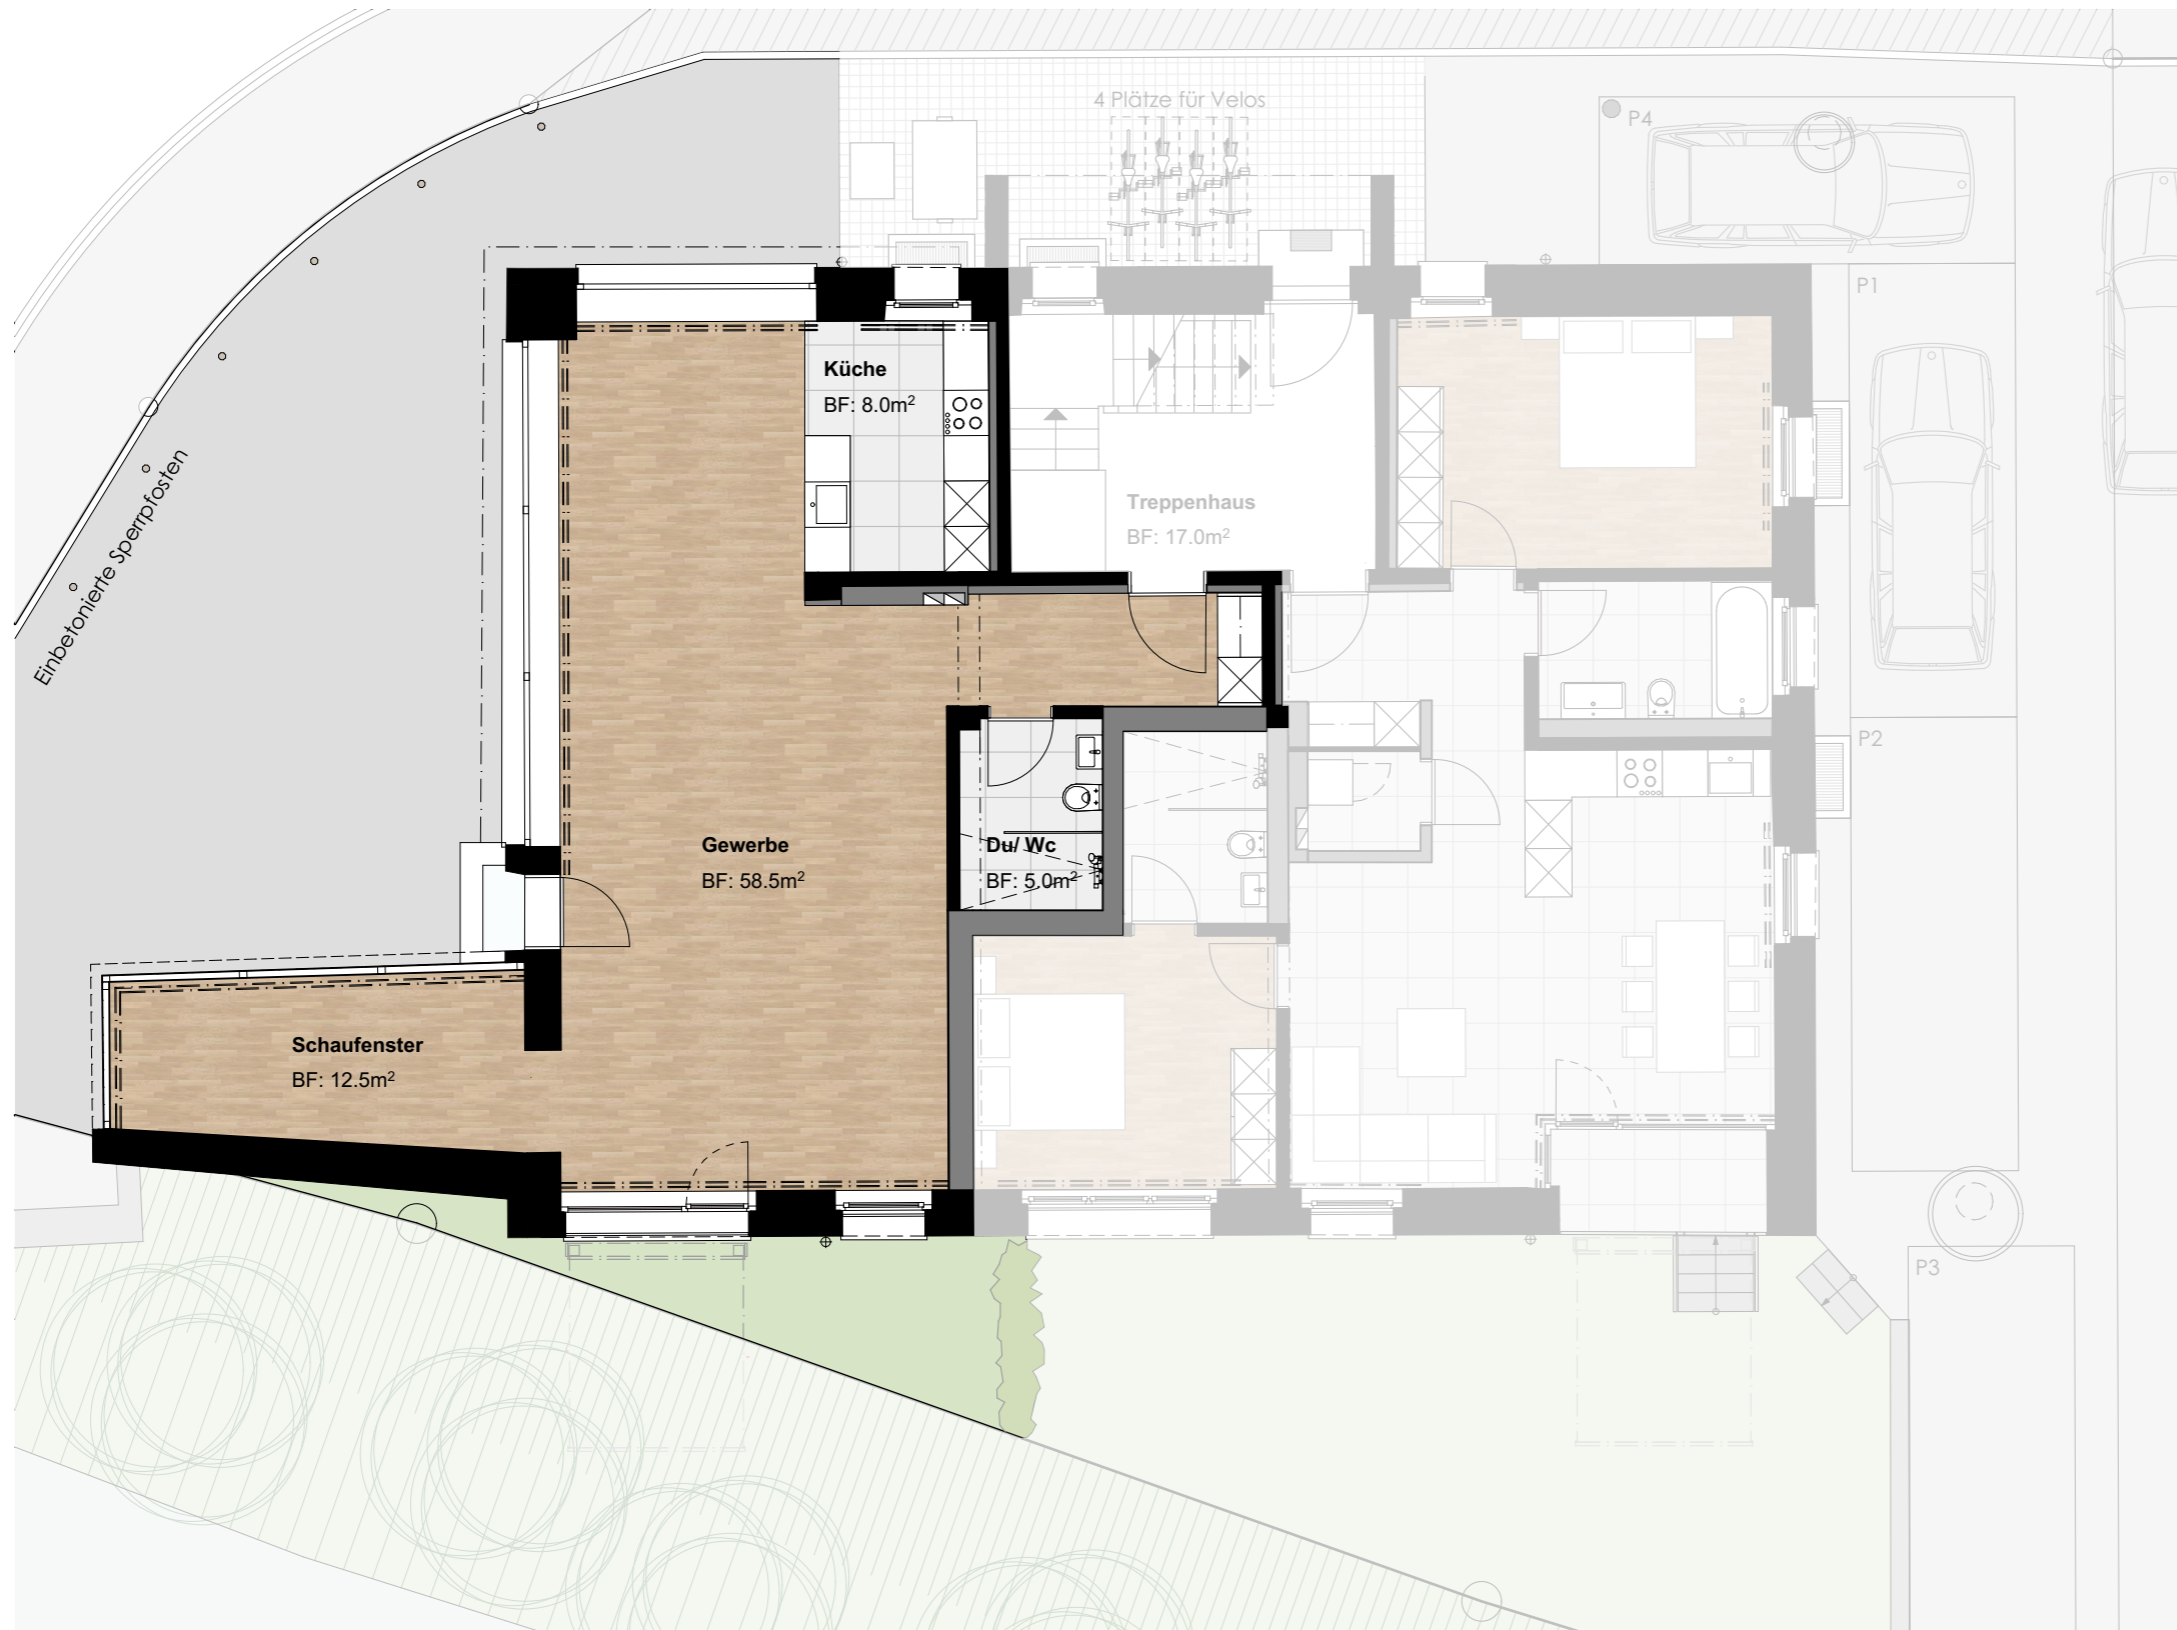 4 Plätze für Velos
P4
P1
Küche
BF: 8.0m²
Einbetonierte Sperrpfosten
Treppenhaus
BF: 17.0m²
P2
Gewerbe
BF: 58.5m²
Du/ Wc
BF: 5.0m²
Schaufenster
BF: 12.5m²
P3